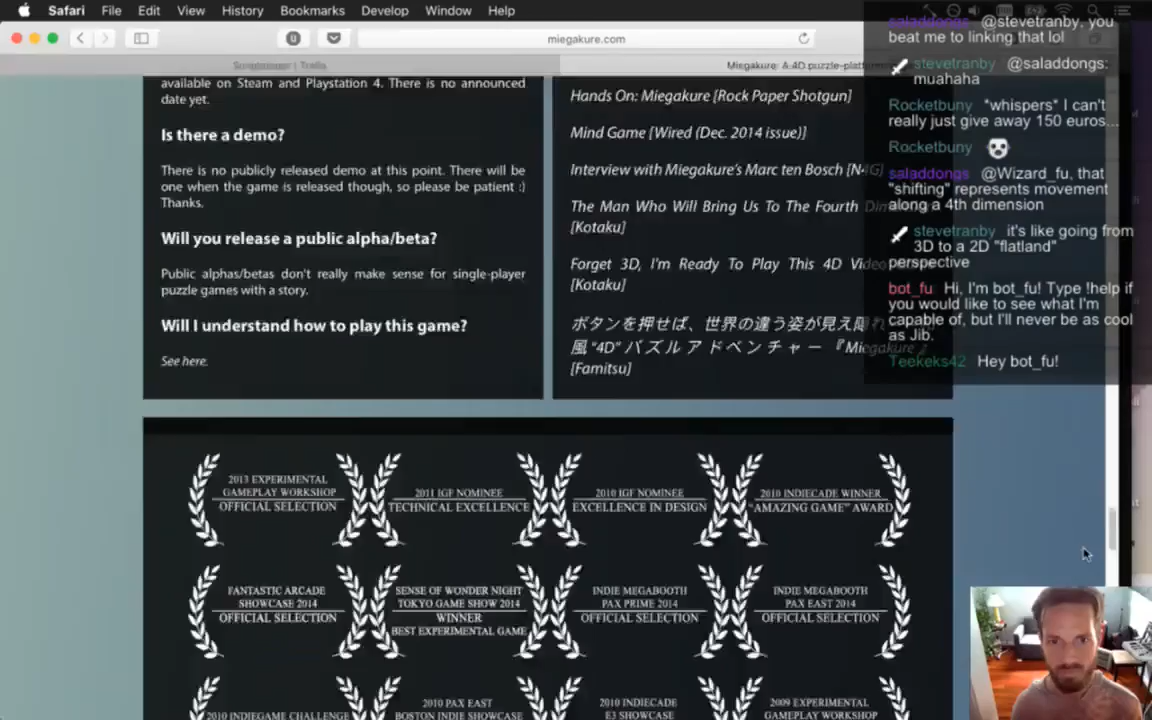 Safari File Edit View History Bookmarks Develop Window Help
miegakure.com
Miegakure: A 4D puzzle-platfo
available on Steam and Playstation 4. There is no announced
date yet.
Is there a demo?
There is no publicly released demo at this point. There will be
one when the game is released though, so please be patient :)
Thanks.
Will you release a public alpha/beta?
Public alphas/betas don't really make sense for single-player
puzzle games with a story.
Will I understand how to play this game?
See here.
Hands On: Miegakure [Rock Paper Shotgun]
Mind Game [Wired (Dec. 2014 issue)]
Interview with Miegakure's Marc ten Bosch [N4G]
The Man Who Will Bring Us To The Fourth Dimension
[Kotaku]
Forget 3D, I'm Ready To Play This 4D Video
[Kotaku]
ボタンを押せば、世界の違う姿が見え隠れ
風 “4D” パズルアドベンチャー『Miegakure』
[Famitsu]
saladdongs @stevetranby, you
beat me to linking that lol
stevetranby @saladdongs:
muahaha
Rocketbuny *whispers* I can't
really just give away 150 euros...
Rocketbuny
saladdongs @Wizard_fu, that
"shifting" represents movement
along a 4th dimension
stevetranby it's like going from
3D to a 2D "flatland"
perspective
bot_fu Hi, I'm bot_fu! Type !help if
you would like to see what I'm
capable of, but I'll never be as cool
as Jib.
Teekeks42 Hey bot_fu!
2013 EXPERIMENTAL
GAMEPLAY WORKSHOP
OFFICIAL SELECTION
2011 IGF NOMINEE
TECHNICAL EXCELLENCE
2010 IGF NOMINEE
EXCELLENCE IN DESIGN
2010 INDIECADE WINNER
"AMAZING GAME" AWARD
FANTASTIC ARCADE
SHOWCASE 2014
OFFICIAL SELECTION
SENSE OF WONDER NIGHT
TOKYO GAME SHOW 2014
WINNER
BEST EXPERIMENTAL GAME
INDIE MEGABOOTH
PAX PRIME 2014
OFFICIAL SELECTION
INDIE MEGABOOTH
PAX EAST 2014
OFFICIAL SELECTION
2010 INDIEGAME CHALLENGE
2010 PAX EAST
BOSTON INDIE SHOWCASE
2010 INDIECADE
E3 SHOWCASE
2009 EXPERIMENTAL
GAMEPLAY WORKSHOP